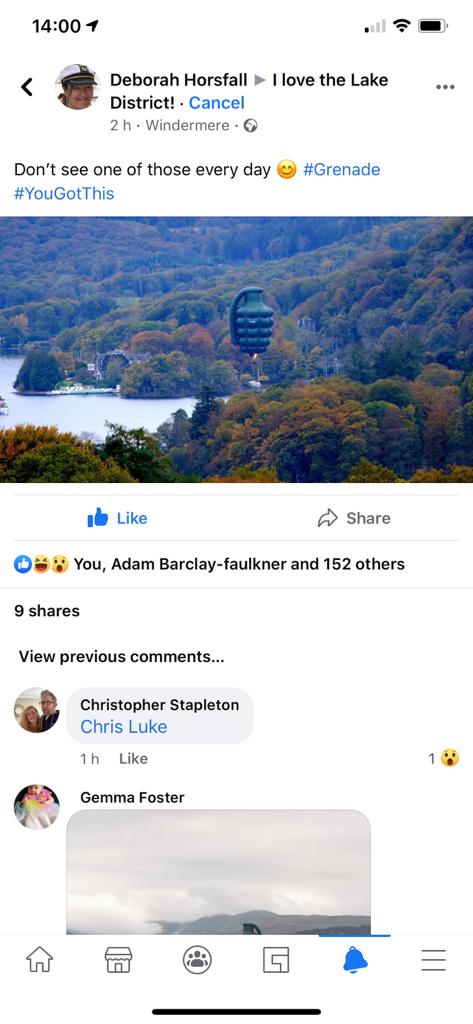 14:00
Deborah Horsfall ▶ I love the Lake
District! · Cancel
2 h · Windermere ·
Don’t see one of those every day 😊 #Grenade
#YouGotThis
Like
Share
You, Adam Barclay-faulkner and 152 others
9 shares
View previous comments...
Christopher Stapleton
Chris Luke
1 h Like
1
Gemma Foster